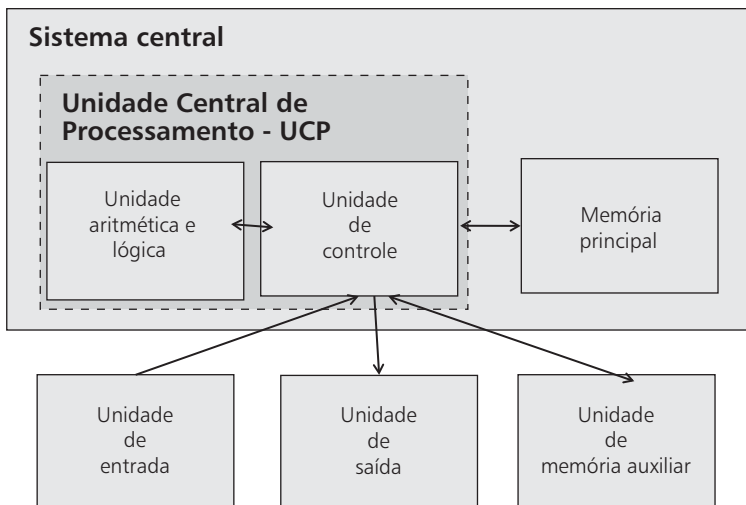 Sistema central
Unidade Central de
Processamento - UCP
Unidade
aritmética e
lógica
Unidade
de
controle
Memória
principal
Unidade
de
entrada
Unidade
de
saída
Unidade
de
memória auxiliar